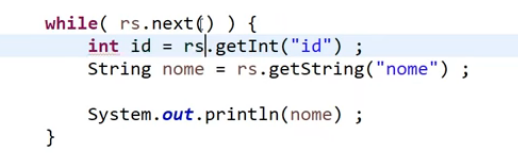 while( rs.next() ) {
int id = rs.getInt("id") ;
String nome = rs.getString("nome") ;
System.out.println(nome) ;
}